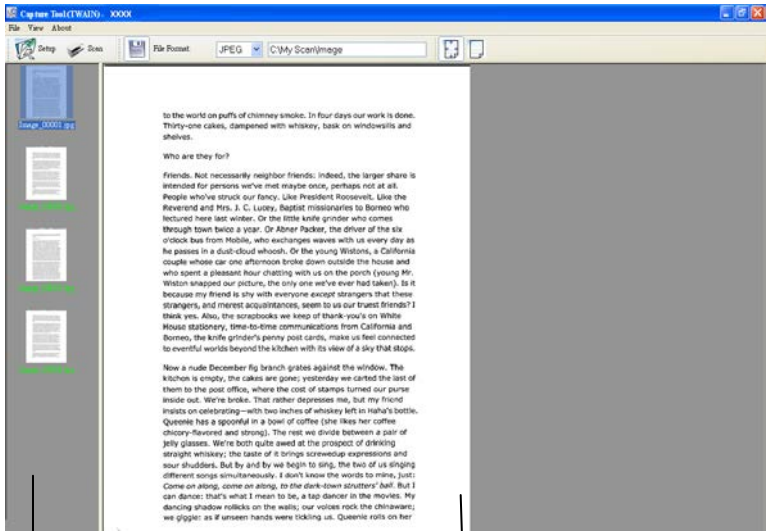 Capture Tool(TWAIN) - XXXX
File View About
Setup Scan File Format JPEG C:\My Scan\Image
Image_00001.jpg
to the world on puffs of chimney smoke. In four days our work is done.
Thirty-one cakes, dampened with whiskey, bask on windowsills and
shelves.
Who are they for?
Friends. Not necessarily neighbor friends: indeed, the larger share is
intended for persons we've met maybe once, perhaps not at all.
People who've struck our fancy. Like President Roosevelt. Like the
Reverend and Mrs. J. C. Lucey, Baptist missionaries to Borneo who
lectured here last winter. Or the little knife grinder who comes
through town twice a year. Or Abner Packer, the driver of the six
o'clock bus from Mobile, who exchanges waves with us every day as
he passes in a dust-cloud whoosh. Or the young Wistons, a California
couple whose car one afternoon broke down outside the house and
who spent a pleasant hour chatting with us on the porch (young Mr.
Wiston snapped our picture, the only one we've ever had taken). Is it
because my friend is shy with everyone except strangers that these
strangers, and merest acquaintances, seem to us our truest friends? I
think yes. Also, the scrapbooks we keep of thank-you's on White
House stationery, time-to-time communications from California and
Borneo, the knife grinder's penny post cards, make us feel connected
to eventful worlds beyond the kitchen with its view of a sky that stops.
Now a nude December fig branch grates against the window. The
kitchen is empty, the cakes are gone; yesterday we carted the last of
them to the post office, where the cost of stamps turned our purse
inside out. We're broke. That rather depresses me, but my friend
insists on celebrating—with two inches of whiskey left in Haha's bottle.
Queenie has a spoonful in a bowl of coffee (she likes her coffee
chicory-flavored and strong). The rest we divide between a pair of
jelly glasses. We're both quite awed at the prospect of drinking
straight whiskey; the taste of it brings screwedup expressions and
sour shudders. But by and by we begin to sing, the two of us singing
different songs simultaneously. I don't know the words to mine, just:
Come on along, come on along, to the dark-town strutters' ball. But I
can dance: that's what I mean to be, a tap dancer in the movies. My
dancing shadow rollicks on the walls; our voices rock the chinaware;
we giggle: as if unseen hands were tickling us. Queenie rolls on her